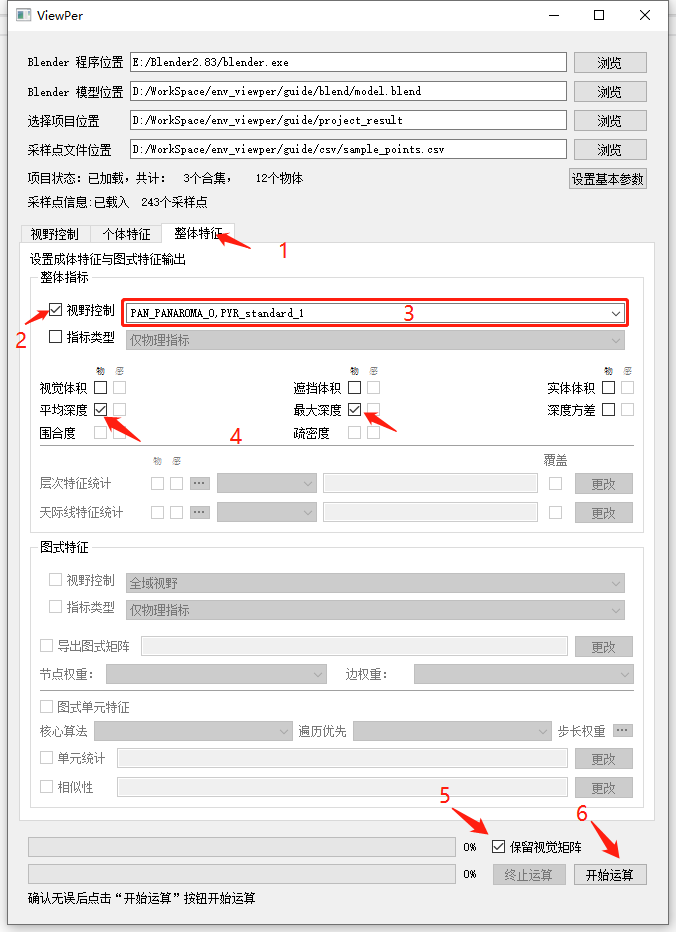 ViewPer
Blender 程序位置 E:/Blender2.83/blender.exe 浏览
Blender 模型位置 D:/WorkSpace/env_viewper/guide/blend/model.blend 浏览
选择项目位置 D:/WorkSpace/env_viewper/guide/project_result 浏览
采样点文件位置 D:/WorkSpace/env_viewper/guide/csv/sample_points.csv 浏览
项目状态：已加载，共计： 3个合集， 12个物体 设置基本参数
采样点信息:已载入 243个采样点
视野控制 个体特征 整体特征 1
设置成体特征与图式特征输出
整体指标
2 视野控制 PAN_PANAROMA_0,PYR_standard_1 3
指标类型 仅物理指标
物 感 物 感 物 感
视觉体积 遮挡体积 实体体积
平均深度 最大深度 深度方差
围合度 4 疏密度
物 感 覆盖
层次特征统计 ... 更改
天际线特征统计 ... 更改
图式特征
视野控制 全域视野
指标类型 仅物理指标
导出图式矩阵 更改
节点权重： 边权重：
图式单元特征
核心算法 遍历优先 步长权重 ...
单元统计 更改
相似性 更改
5 6
0% 保留视觉矩阵
0% 终止运算 开始运算
确认无误后点击“开始运算”按钮开始运算